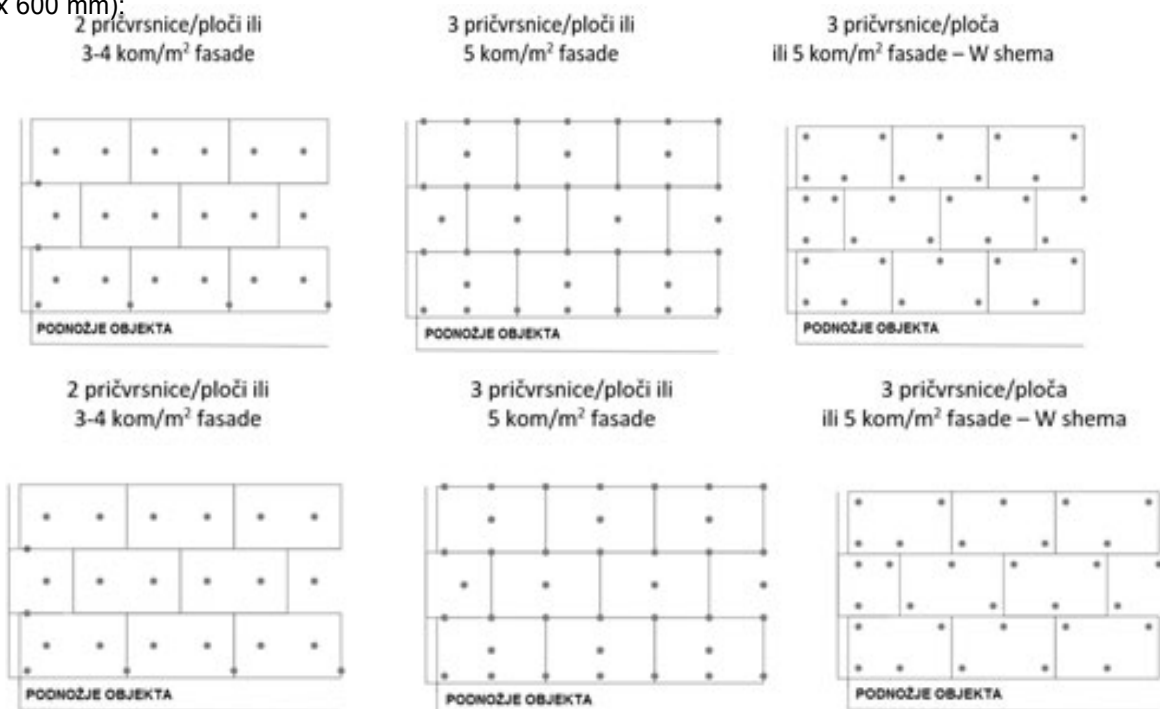 x 600 mm):
2 pričvrsnice/ploči ili
3-4 kom/m² fasade
3 pričvrsnice/ploči ili
5 kom/m² fasade
3 pričvrsnice/ploča
ili 5 kom/m² fasade – W shema
PODNOŽJE OBJEKTA
PODNOŽJE OBJEKTA
PODNOŽJE OBJEKTA
2 pričvrsnice/ploči ili
3-4 kom/m² fasade
3 pričvrsnice/ploči ili
5 kom/m² fasade
3 pričvrsnice/ploča
ili 5 kom/m² fasade – W shema
PODNOŽJE OBJEKTA
PODNOŽJE OBJEKTA
PODNOŽJE OBJEKTA